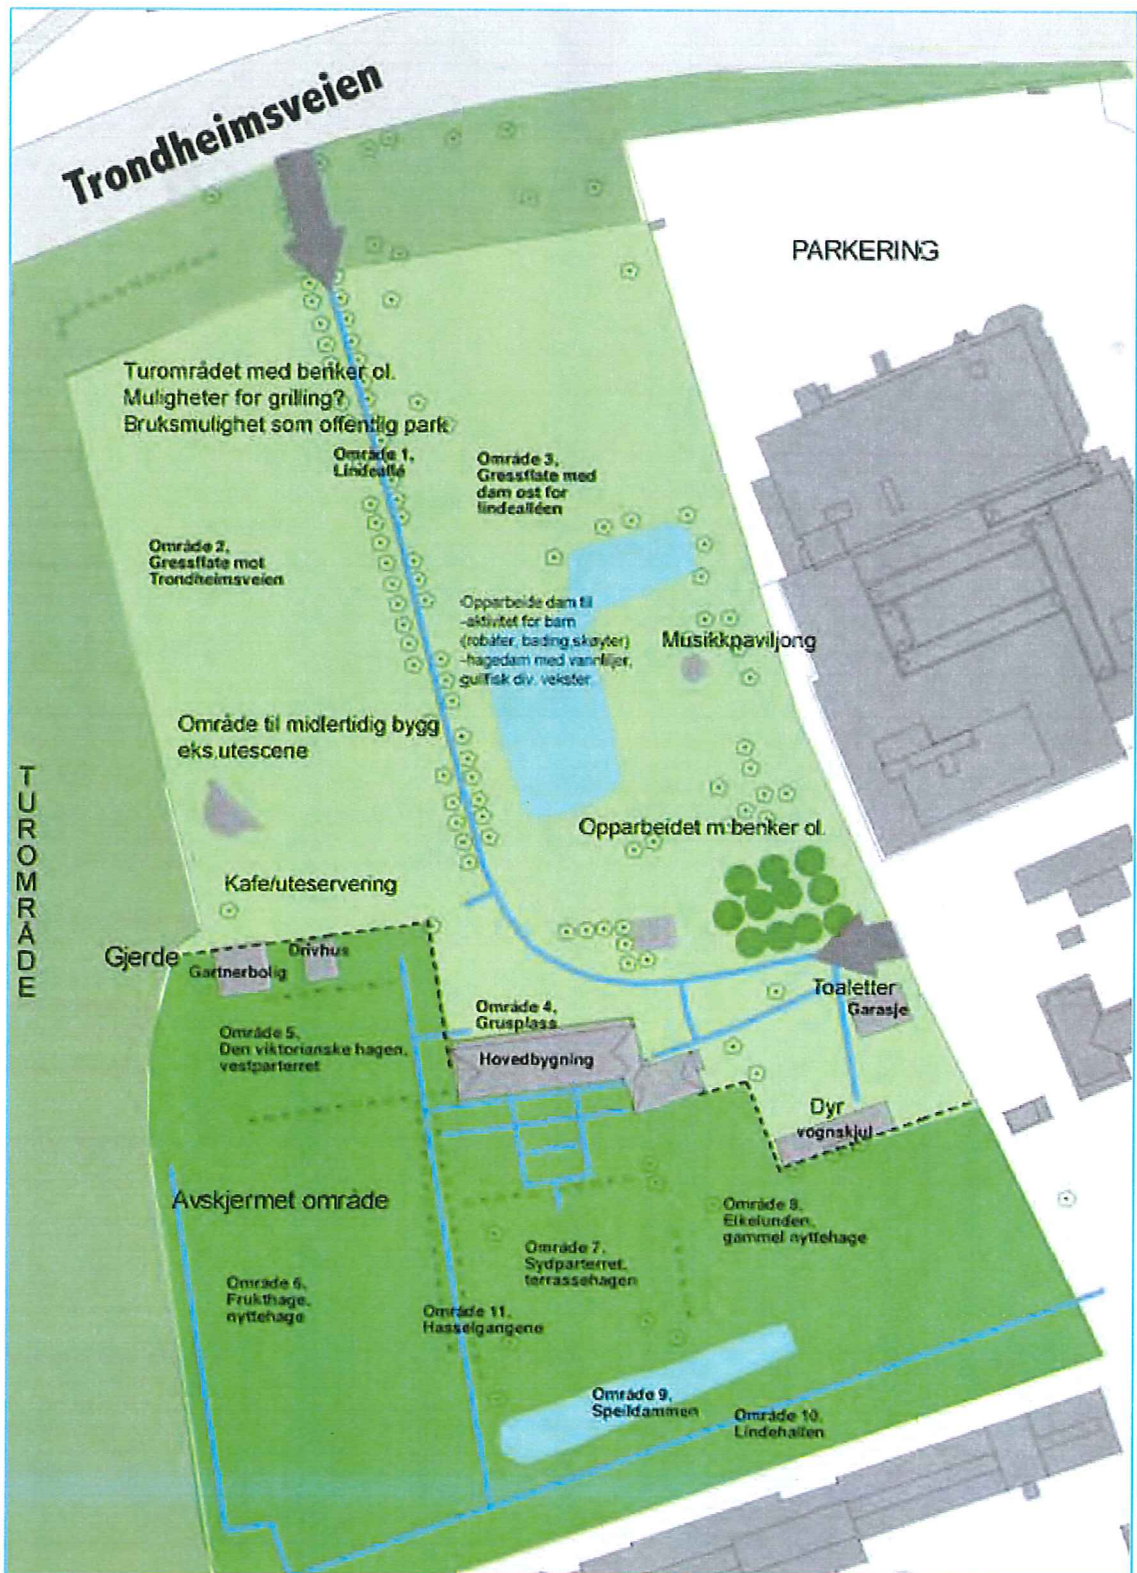 Trondheimsveien
PARKERING
Turområdet med benker ol.
Muligheter for grilling?
Bruksmulighet som offentlig park
Område 1,
Lindeallé
Område 3,
Gressflate med
dam ost for
lindealléen
Område 2,
Gressflate mot
Trondheimsveien
Opparbeide dam til
-aktivitet for barn
(robåter, bading,skøyter)
-hagedam med vannliljer,
gullfisk div. vekster
Musikkpaviljong
Område til midlertidig bygg
eks.utescene
TUROMRÅDE
Opparbeidet m.benker ol.
Kafe/uteservering
Gjerde
Gartnerbolig
Drivhus
Toaletter
Garasje
Område 4,
Grusplass
Område 5,
Den viktorianske hagen,
vestparterret
Hovedbygning
Dyr
vognskjul
Avskjermet område
Område 8,
Eikelunden,
gammel nyttehage
Område 7,
Sydparterret,
terrassehagen
Område 6,
Frukthage,
nyttehage
Område 11,
Hasselgangene
Område 9,
Speildammen
Område 10,
Lindehallen